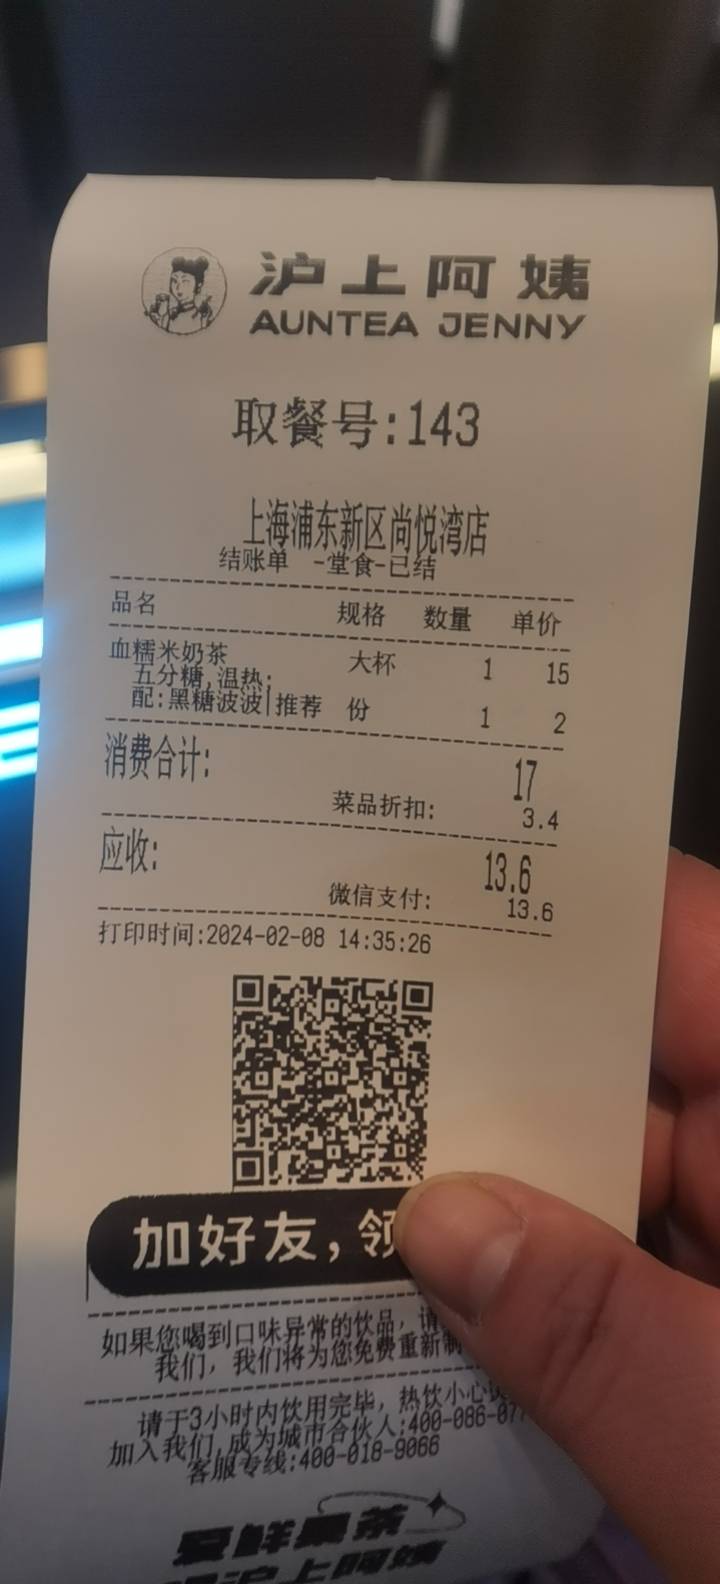 沪上阿姨
AUNTEA JENNY
取餐号:143
上海浦东新区尚悦湾店
结账单 -堂食-已结
品名 规格 数量 单价
血糯米奶茶 大杯 1 15
五分糖,温热;
配:黑糖波波|推荐 份 1 2
消费合计: 17
菜品折扣: 3.4
应收: 13.6
微信支付: 13.6
打印时间:2024-02-08 14:35:26
加好友,领
如果您喝到口味异常的饮品,请
我们,我们将为您免费重新制
请于3小时内饮用完毕,热饮小心
加入我们,成为城市合伙人:400-086-07
客服专线:400-018-9066
沪上阿姨